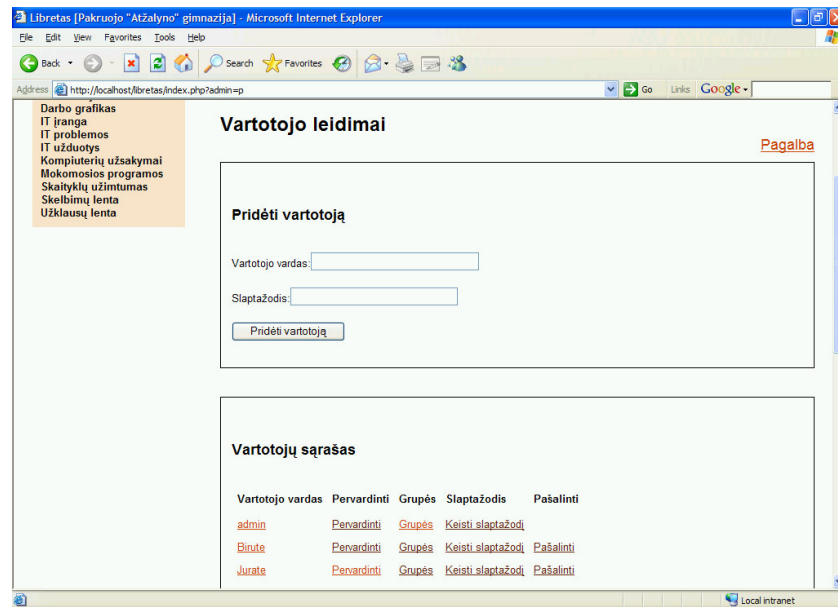 Libretas [Pakruojo "Atžalyno" gimnazija] - Microsoft Internet Explorer
File Edit View Favorites Tools Help
Back Search Favorites
Address http://localhost/libretas/index.php?admin=p Go Links Google
Darbo grafikas
IT įranga
IT problemos
IT užduotys
Kompiuterių užsakymai
Mokomosios programos
Skaityklų užimtumas
Skelbimų lenta
Užklausų lenta
Vartotojo leidimai
Pagalba
Pridėti vartotoją
Vartotojo vardas:
Slaptažodis:
Pridėti vartotoją
Vartotojų sąrašas
Vartotojo vardas Pervardinti Grupės Slaptažodis Pašalinti
admin Pervardinti Grupės Keisti slaptažodį
Birute Pervardinti Grupės Keisti slaptažodį Pašalinti
Jurate Pervardinti Grupės Keisti slaptažodį Pašalinti
Local intranet